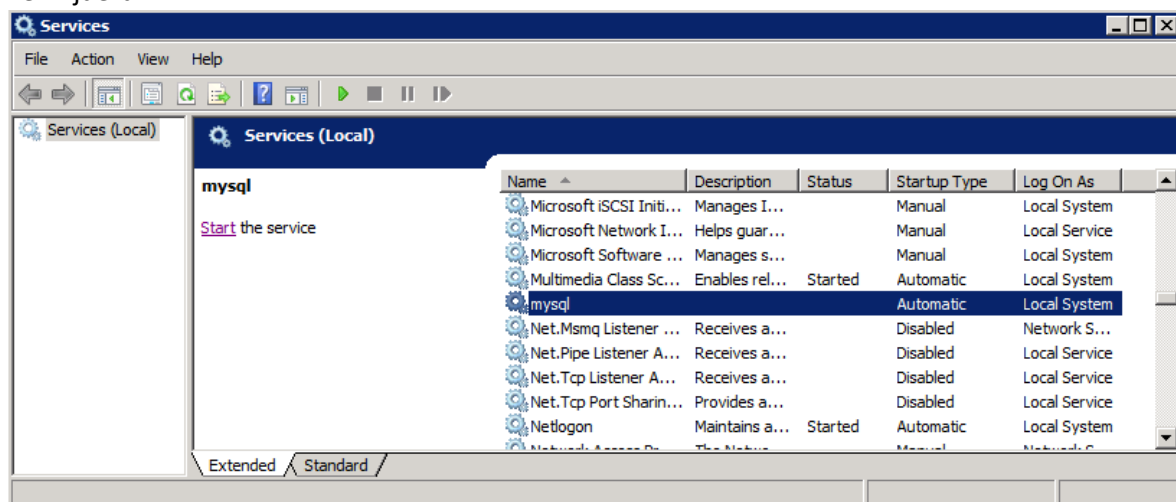 Services
File Action View Help
Services (Local)
Services (Local)
mysql
Start the service
Name Description Status Startup Type Log On As
Microsoft iSCSI Initi... Manages I... Manual Local System
Microsoft Network I... Helps guar... Manual Local Service
Microsoft Software ... Manages s... Manual Local System
Multimedia Class Sc... Enables rel... Started Automatic Local System
mysql Automatic Local System
Net.Msmq Listener ... Receives a... Disabled Network S...
Net.Pipe Listener A... Receives a... Disabled Local Service
Net.Tcp Listener A... Receives a... Disabled Local Service
Net.Tcp Port Sharin... Provides a... Disabled Local Service
Netlogon Maintains a... Started Automatic Local System
Extended Standard